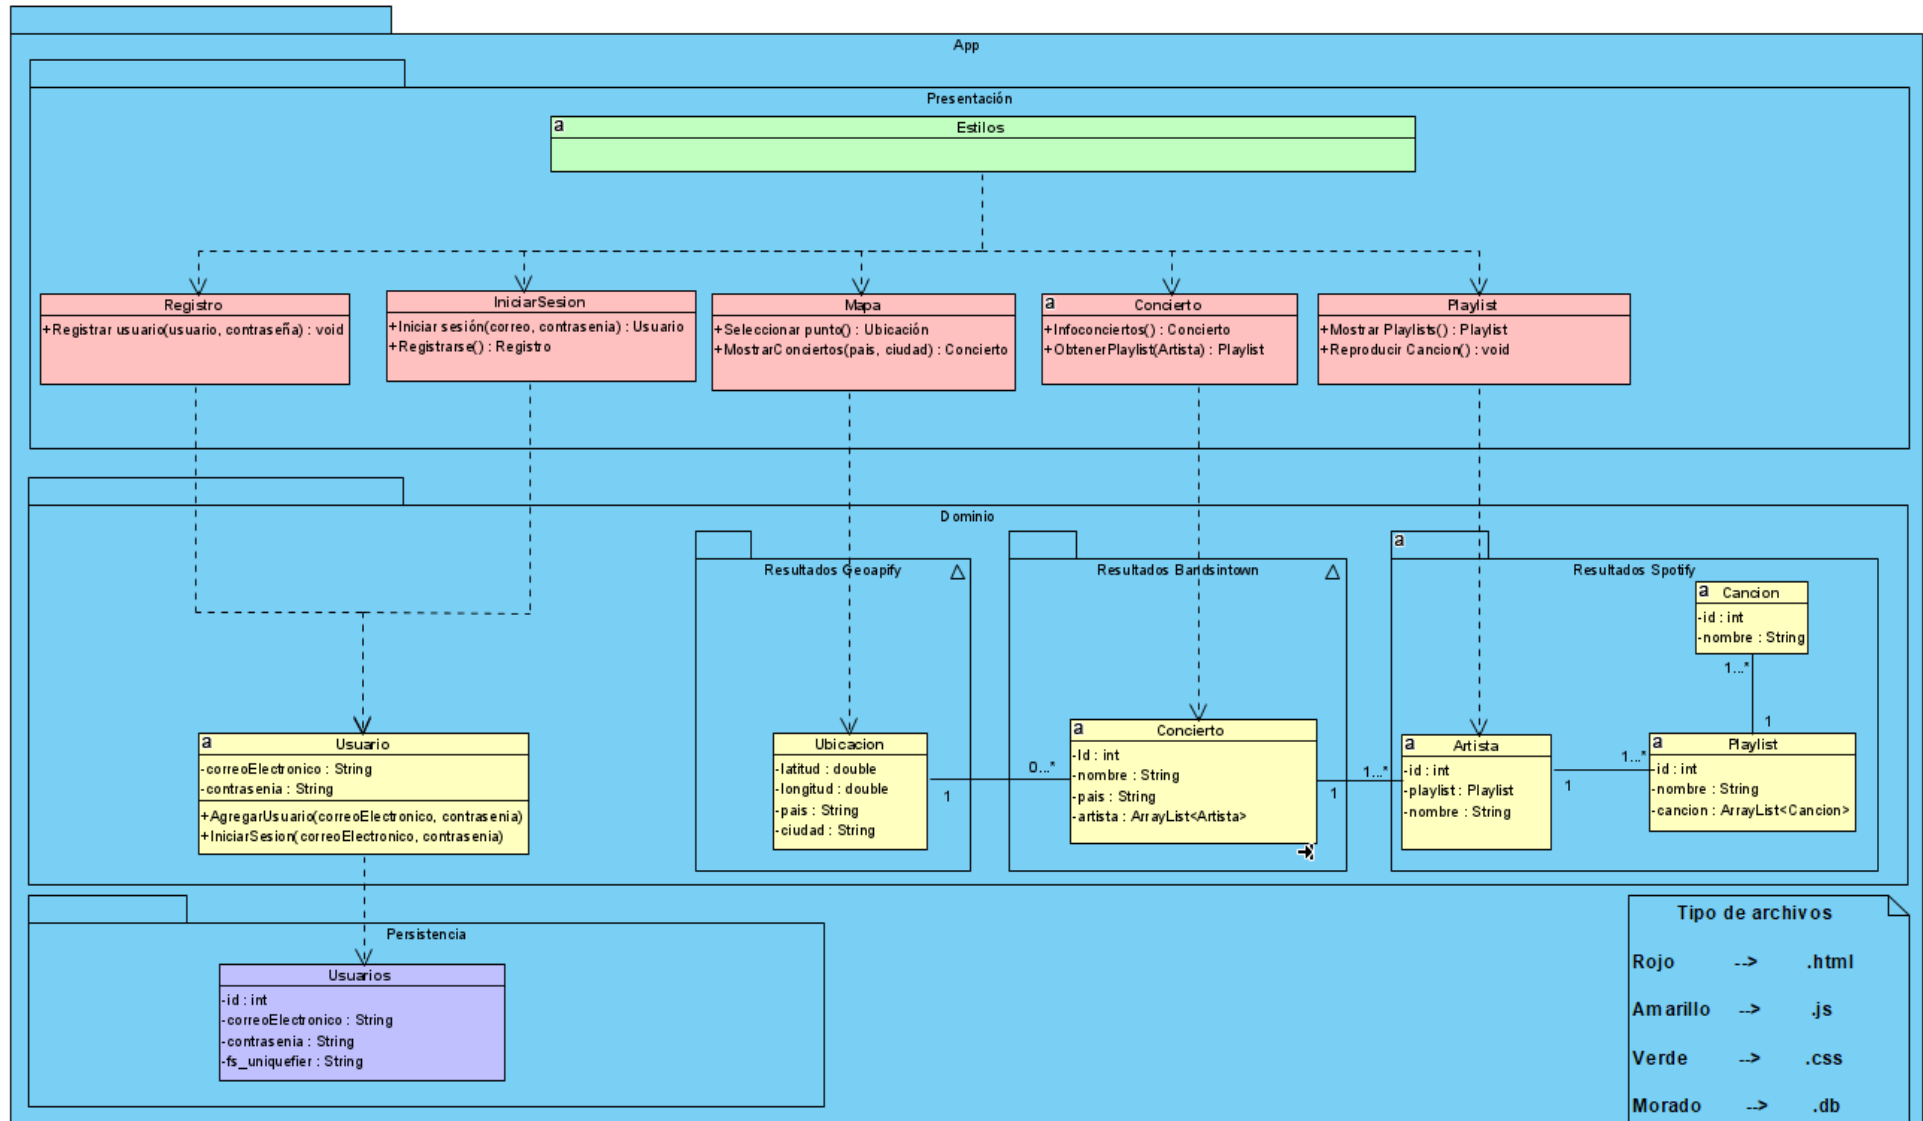 App
Presentación
a
Estilos
Registro
+Registrar usuario(usuario, contraseña) : void
IniciarSesion
+Iniciar sesión(correo, contrasenia) : Usuario
+Registrarse() : Registro
Mapa
+Seleccionar punto() : Ubicación
+MostrarConciertos(pais, ciudad) : Concierto
a
Concierto
+Infoconciertos() : Concierto
+ObtenerPlaylist(Artista) : Playlist
Playlist
+Mostrar Playlists() : Playlist
+Reproducir Cancion() : void
Dominio
Resultados Geoapify
Resultados Bandsintown
a
Resultados Spotify
a
Cancion
-id : int
-nombre : String
1...*
1
a
Usuario
-correoElectronico : String
-contrasenia : String
+AgregarUsuario(correoElectronico, contrasenia)
+IniciarSesion(correoElectronico, contrasenia)
Ubicacion
-latitud : double
-longitud : double
-pais : String
-ciudad : String
1
0...*
a
Concierto
-Id : int
-nombre : String
-pais : String
-artista : ArrayList<Artista>
1
1...*
a
Artista
-id : int
-playlist : Playlist
-nombre : String
1
1...*
a
Playlist
-id : int
-nombre : String
-cancion : ArrayList<Cancion>
Persistencia
Usuarios
-id : int
-correoElectronico : String
-contrasenia : String
-fs_uniquefier : String
Tipo de archivos
Rojo --> .html
Amarillo --> .js
Verde --> .css
Morado --> .db